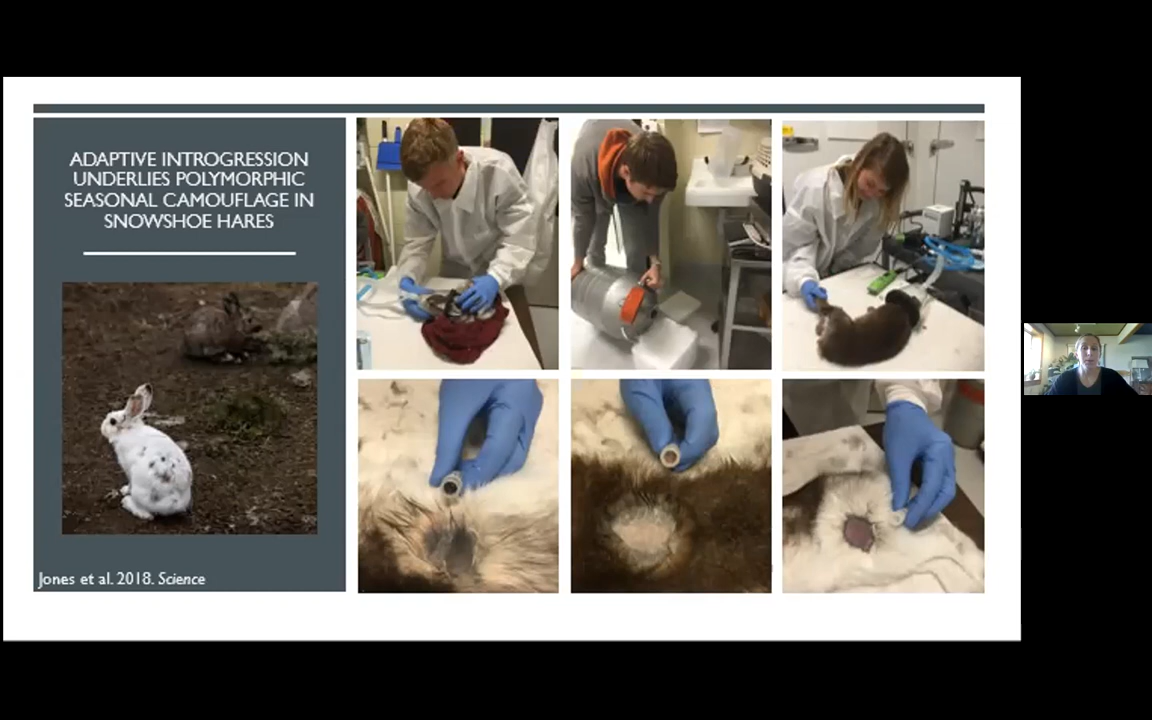 ADAPTIVE INTROGRESSION
UNDERLIES POLYMORPHIC
SEASONAL CAMOUFLAGE IN
SNOWSHOE HARES
Jones et al. 2018. Science